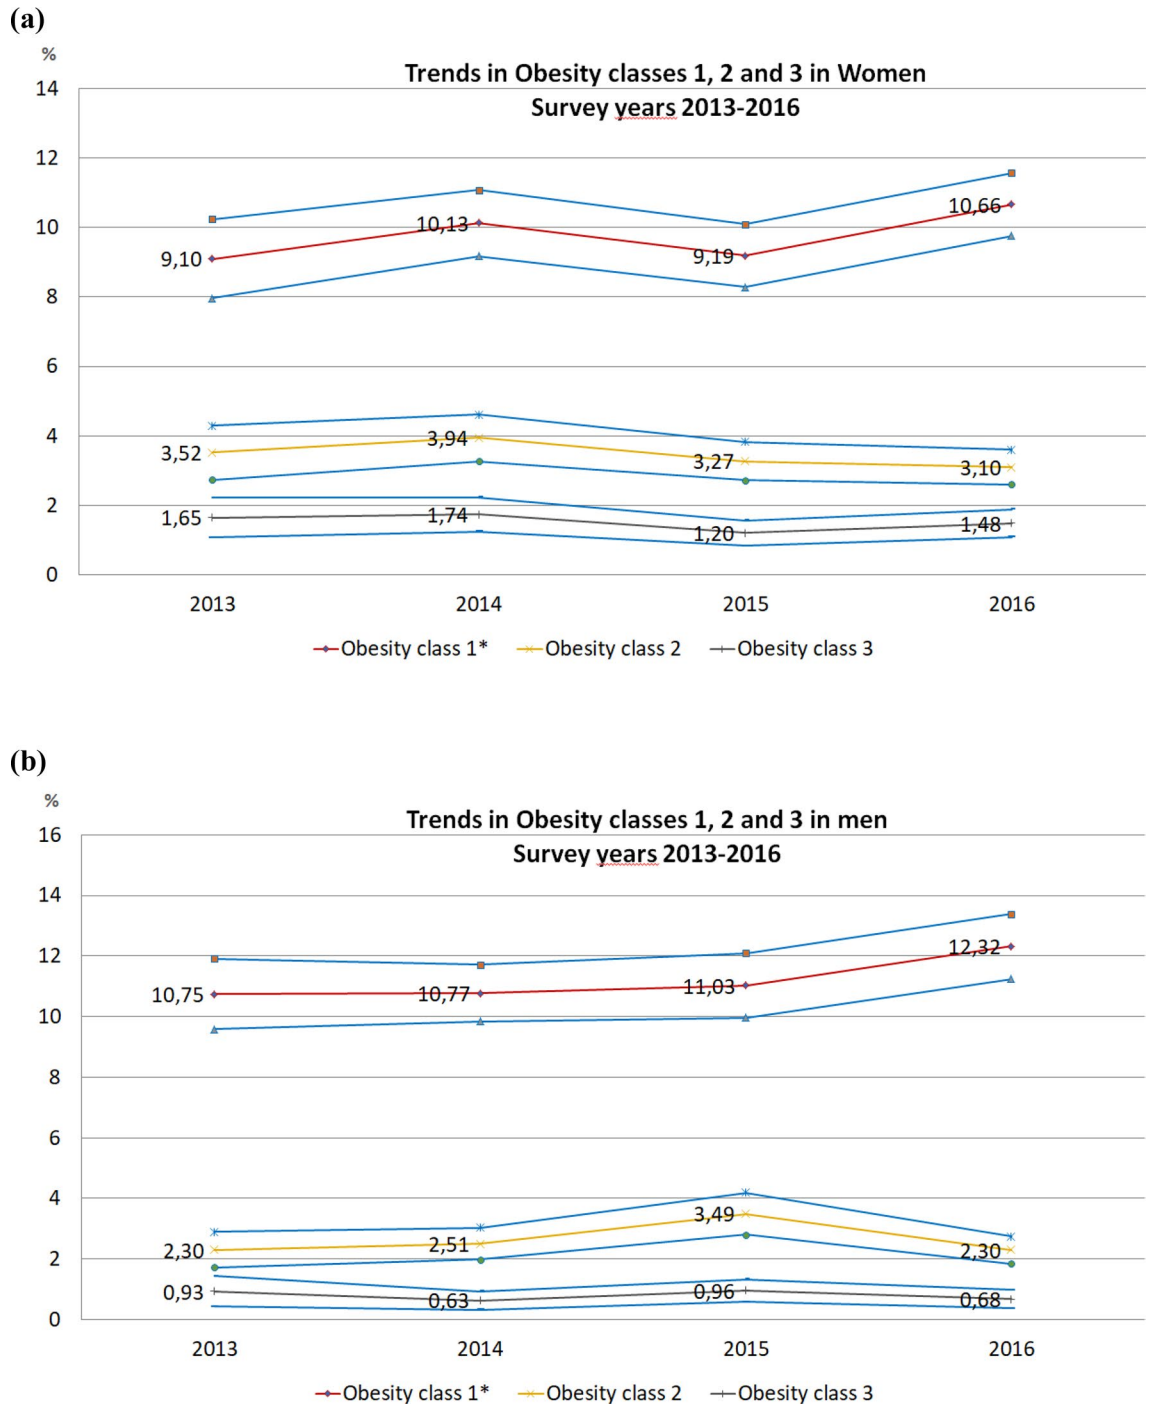 (a)
%
Trends in Obesity classes 1, 2 and 3 in Women
Survey years 2013-2016
14
12
10
8
6
4
2
0
10,66
10,13
9,19
9,10
3,94
3,52
3,27
3,10
1,65
1,74
1,20
1,48
2013 2014 2015 2016
Obesity class 1* Obesity class 2 Obesity class 3
(b)
%
Trends in Obesity classes 1, 2 and 3 in men
Survey years 2013-2016
16
14
12
10
8
6
4
2
0
12,32
10,75 10,77 11,03
3,49
2,30 2,51 2,30
0,93 0,63 0,96 0,68
2013 2014 2015 2016
Obesity class 1* Obesity class 2 Obesity class 3